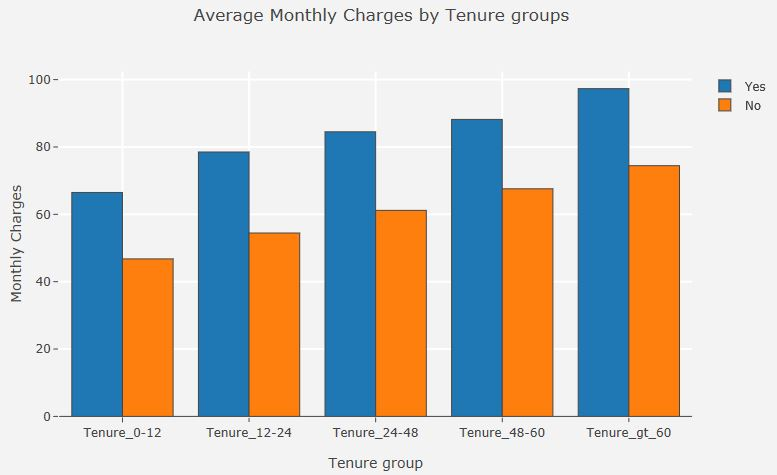 Average Monthly Charges by Tenure groups
Yes
No
Monthly Charges
100
80
60
40
20
0
Tenure_0-12
Tenure_12-24
Tenure_24-48
Tenure_48-60
Tenure_gt_60
Tenure group